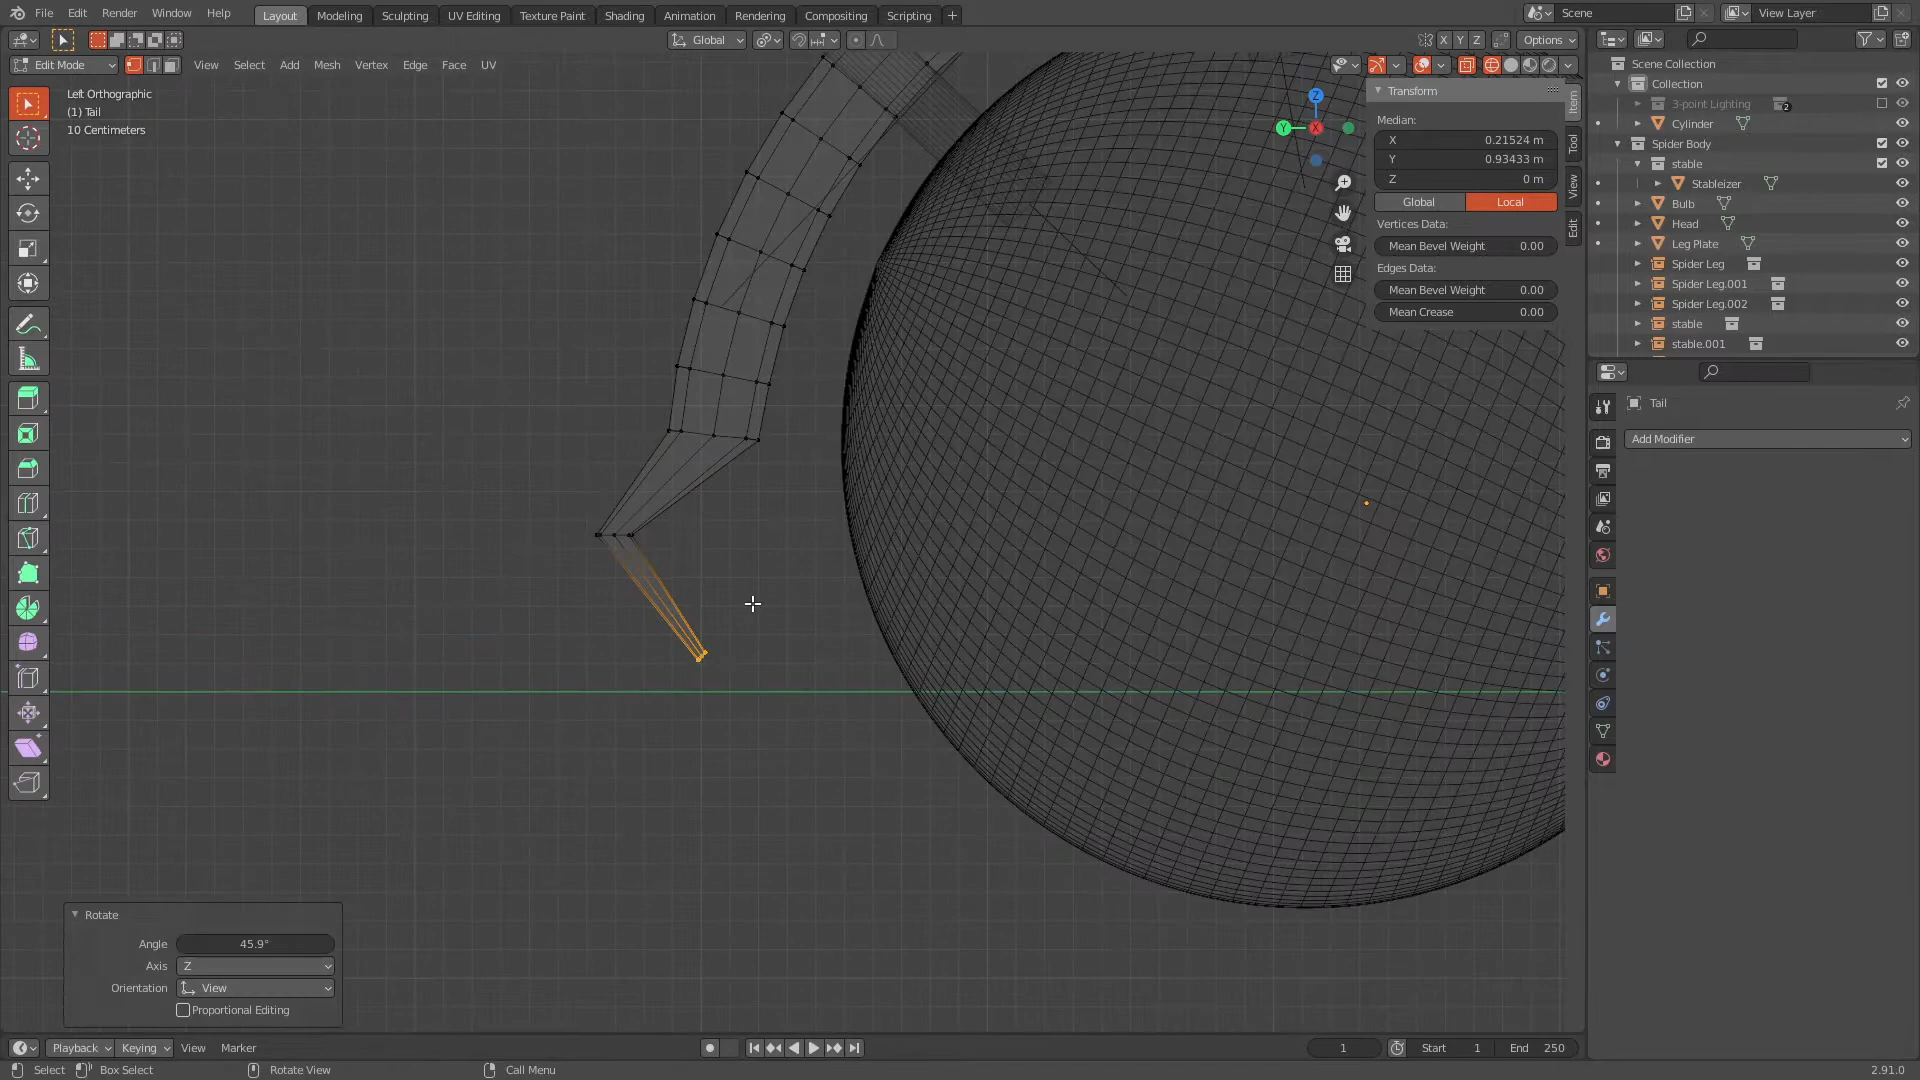 File Edit Render Window Help Layout Modeling Sculpting UV Editing Texture Paint Shading Animation Rendering Compositing Scripting + Scene View Layer
Global X Y Z Options
Edit Mode View Select Add Mesh Vertex Edge Face UV
Left Orthographic
(1) Tail
10 Centimeters
Transform
Median:
X 0.21524 m
Y 0.93433 m
Z 0 m
Global Local
Vertices Data:
Mean Bevel Weight 0.00
Edges Data:
Mean Bevel Weight 0.00
Mean Crease 0.00
Item
Tool
View
Edit
Z
Y X
Scene Collection
Collection
3-point Lighting 2
Cylinder
Spider Body
stable
Stableizer
Bulb
Head
Leg Plate
Spider Leg
Spider Leg.001
Spider Leg.002
stable
stable.001
Tail
Add Modifier
Rotate
Angle 45.9°
Axis Z
Orientation View
Proportional Editing
Playback Keying View Marker 1 Start 1 End 250
Select Box Select Rotate View Call Menu 2.91.0